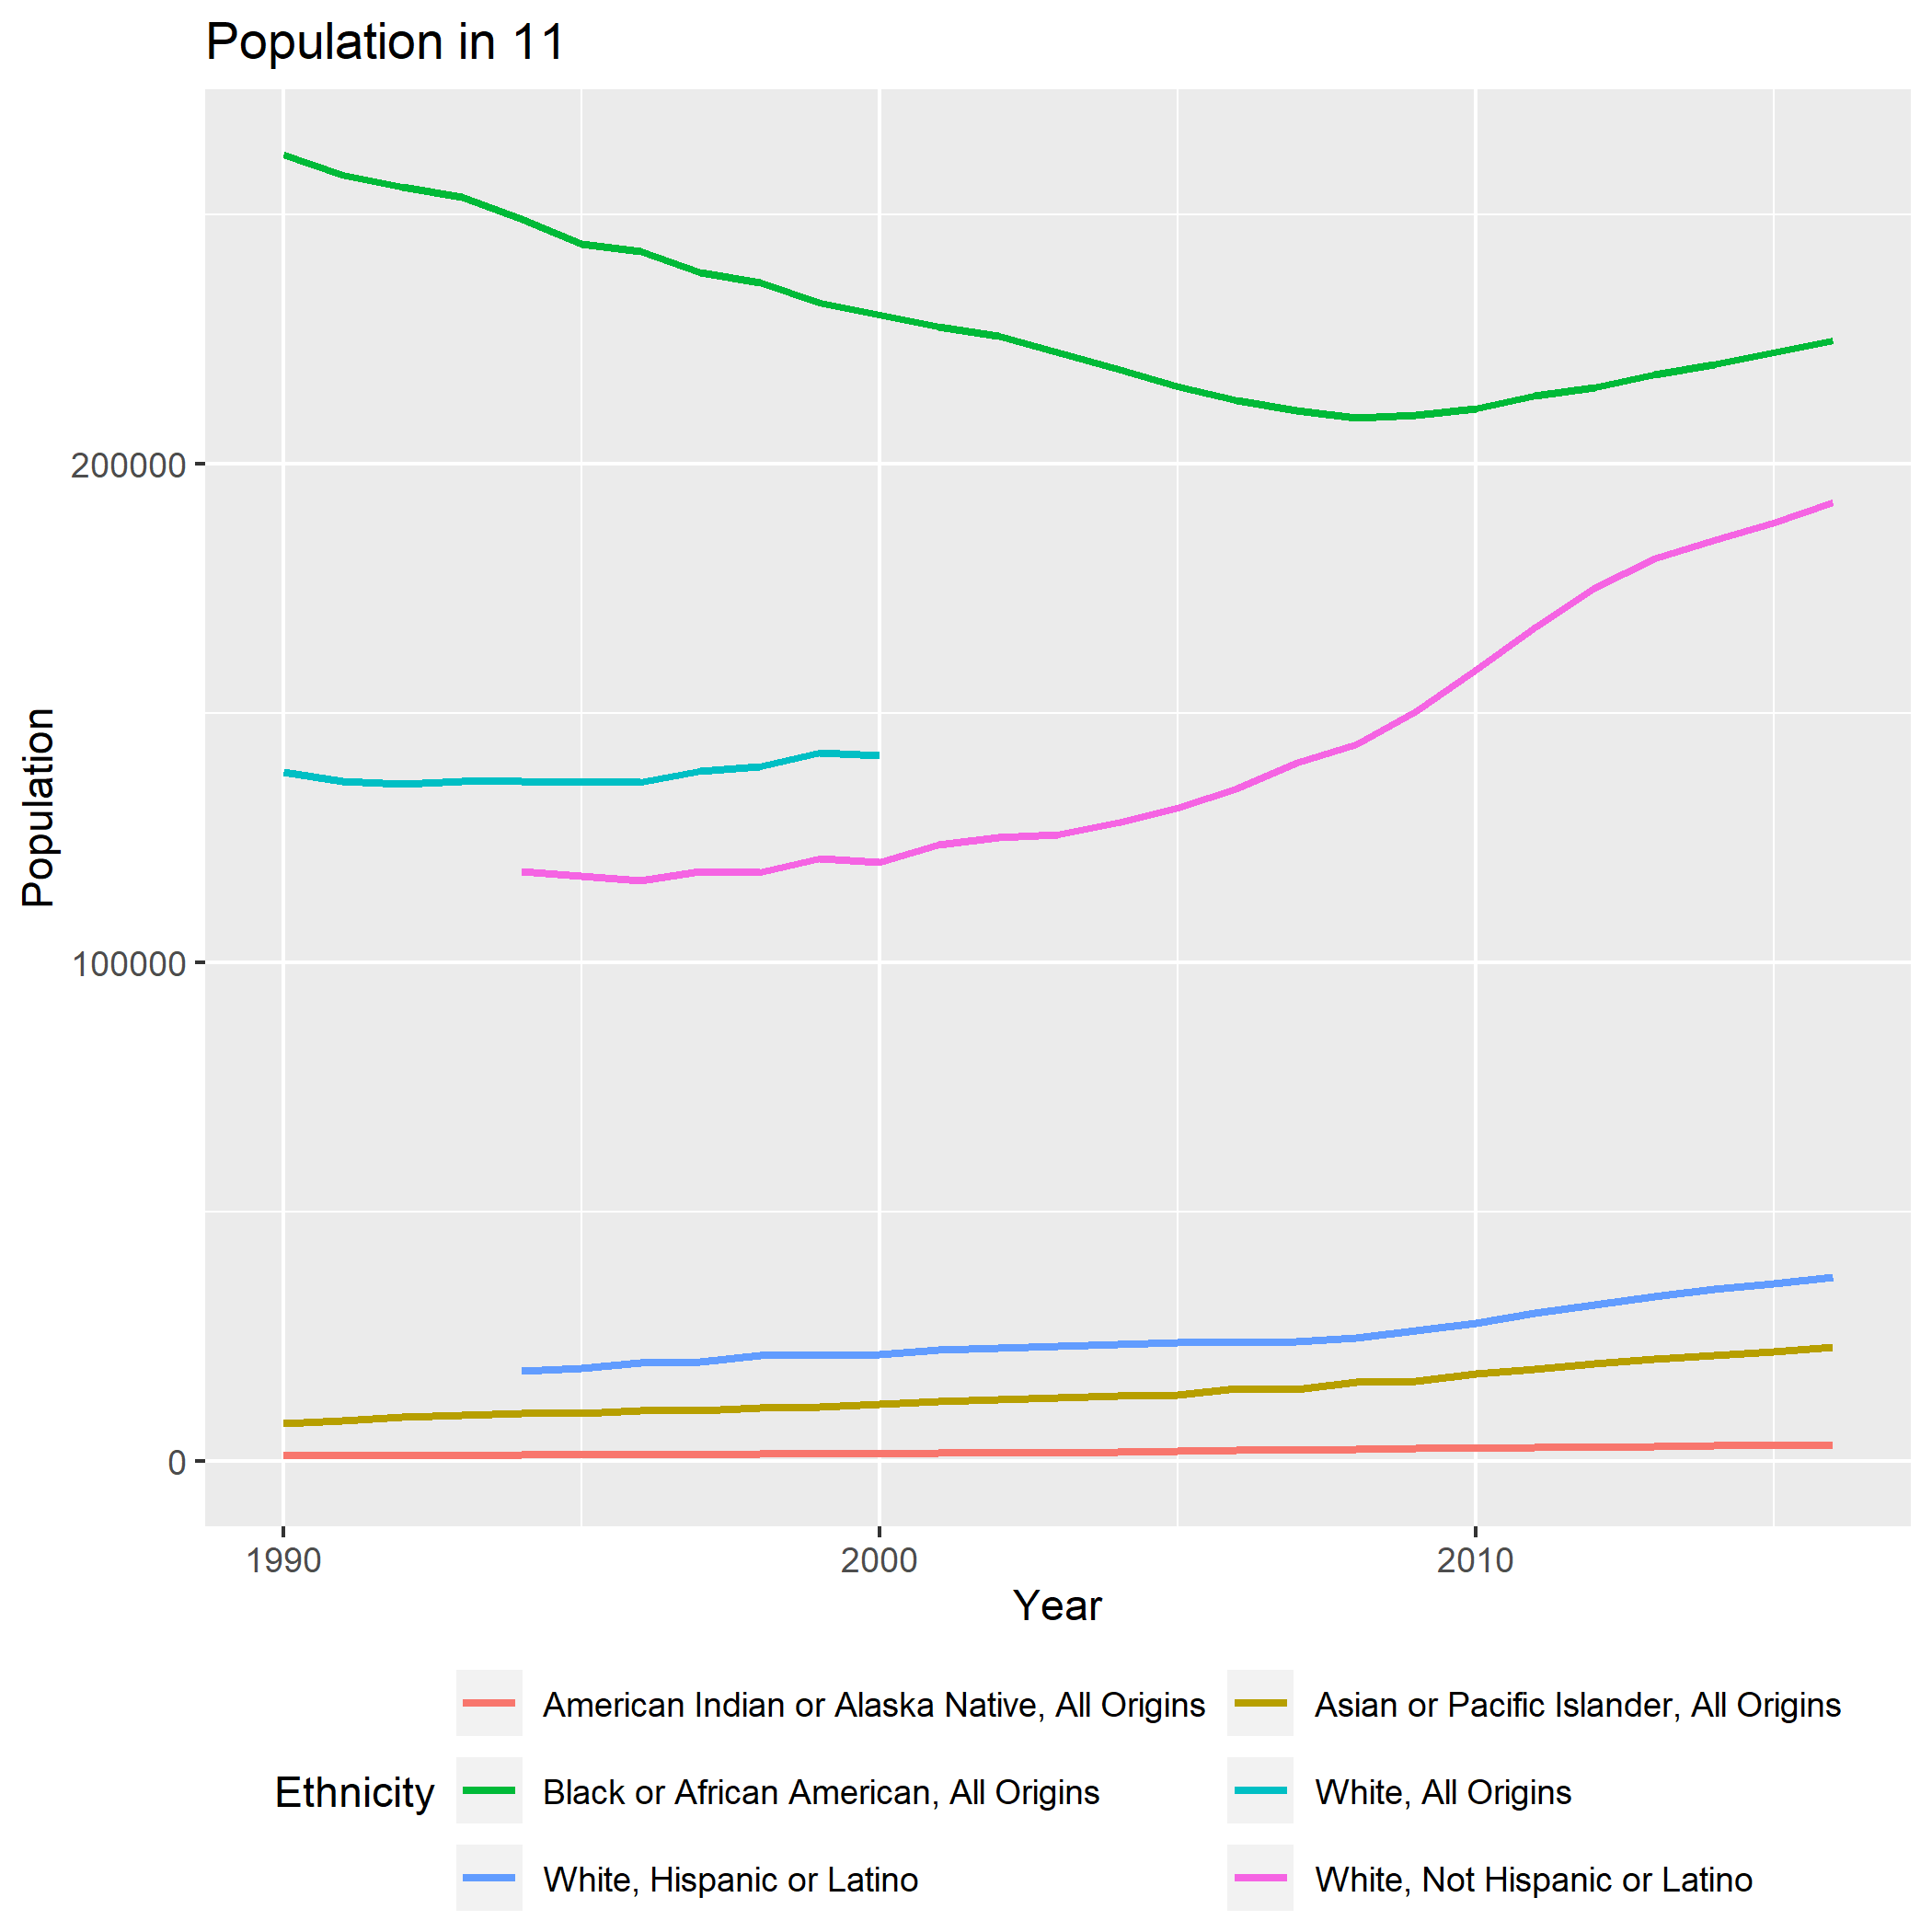 Population in 11
Population
200000
100000
0
1990
2000
2010
Year
Ethnicity
American Indian or Alaska Native, All Origins
Asian or Pacific Islander, All Origins
Black or African American, All Origins
White, All Origins
White, Hispanic or Latino
White, Not Hispanic or Latino